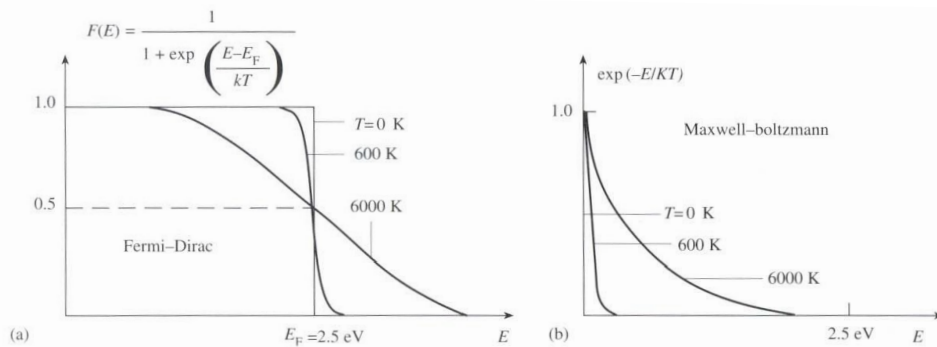 F(E) = 1 / 1 + exp (E–E_F / kT)
1.0
T=0 K
600 K
0.5
6000 K
Fermi–Dirac
(a)
E_F =2.5 eV
E
exp (–E/KT)
1.0
Maxwell–boltzmann
T=0 K
600 K
6000 K
(b)
2.5 eV
E